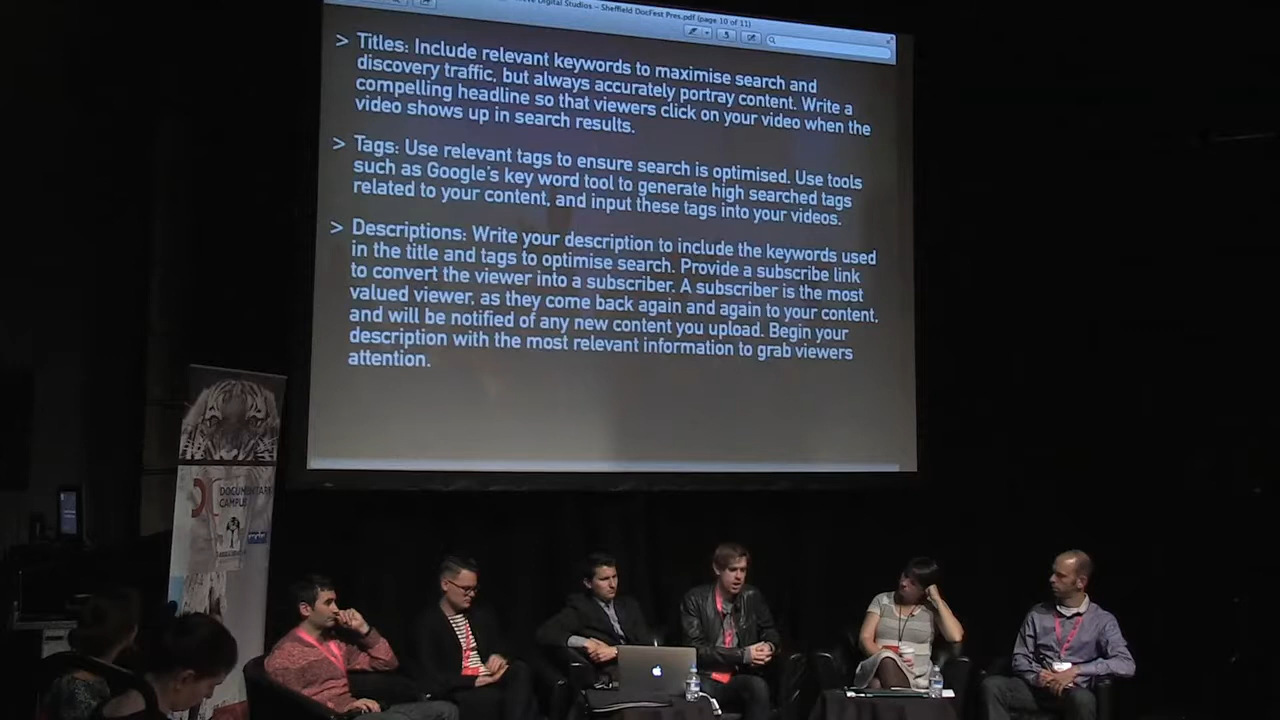 Digital Studios – Sheffield DocFest Pres.pdf (page 10 of 11)
> Titles: Include relevant keywords to maximise search and
discovery traffic, but always accurately portray content. Write a
compelling headline so that viewers click on your video when the
video shows up in search results.
> Tags: Use relevant tags to ensure search is optimised. Use tools
such as Google's key word tool to generate high searched tags
related to your content, and input these tags into your videos.
> Descriptions: Write your description to include the keywords used
in the title and tags to optimise search. Provide a subscribe link
to convert the viewer into a subscriber. A subscriber is the most
valued viewer, as they come back again and again to your content,
and will be notified of any new content you upload. Begin your
description with the most relevant information to grab viewers
attention.
DOCUMENTARY
CAMPUS